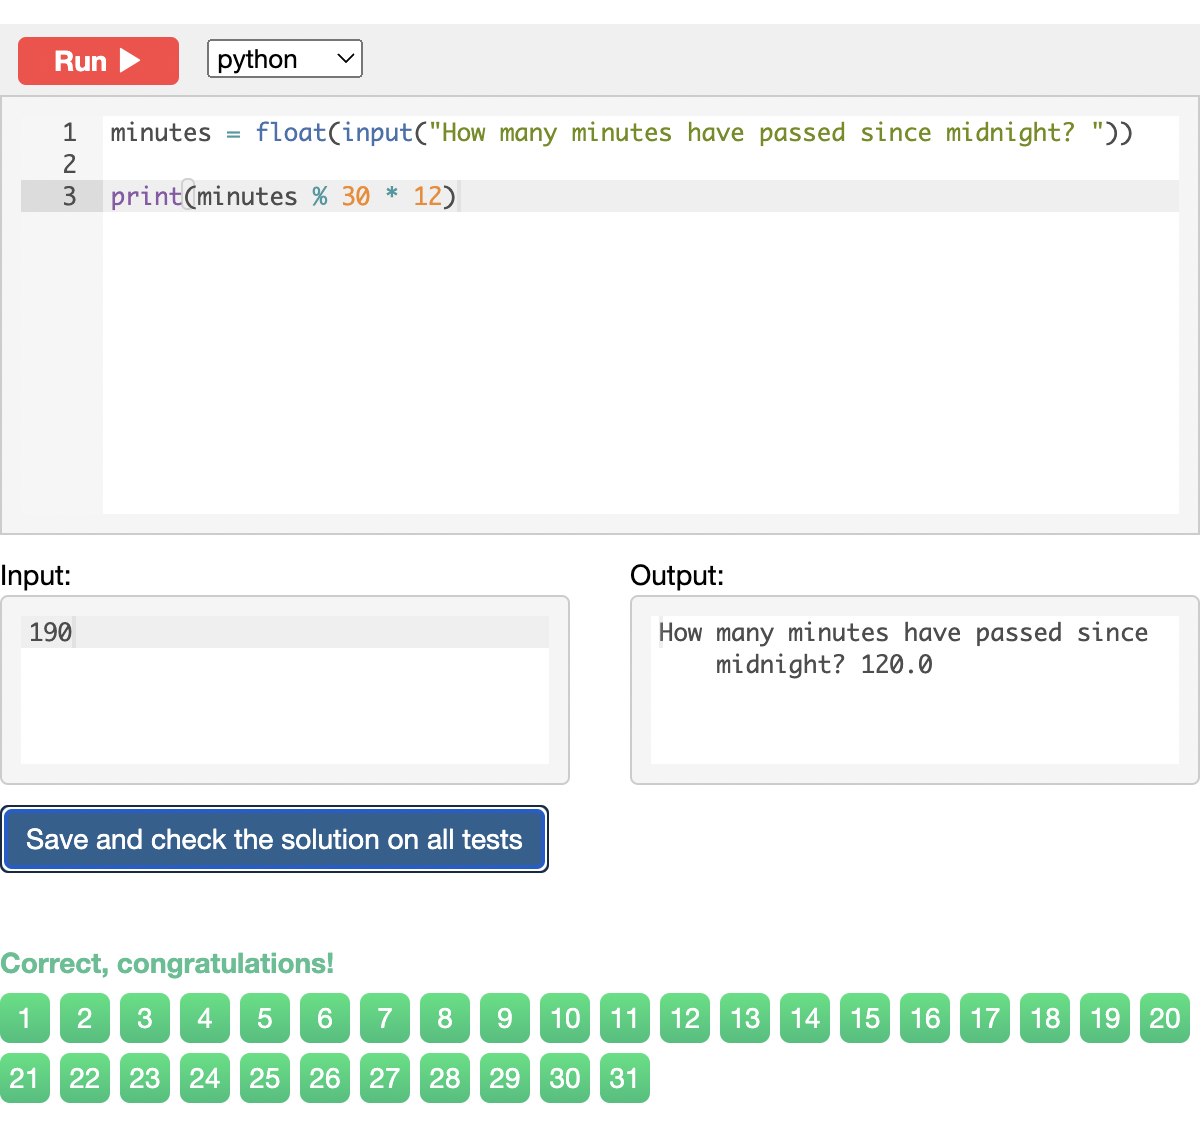 Run
python
1 minutes = float(input("How many minutes have passed since midnight? "))
2
3 print(minutes % 30 * 12)
Input:
190
Output:
How many minutes have passed since
midnight? 120.0
Save and check the solution on all tests
Correct, congratulations!
1 2 3 4 5 6 7 8 9 10 11 12 13 14 15 16 17 18 19 20
21 22 23 24 25 26 27 28 29 30 31